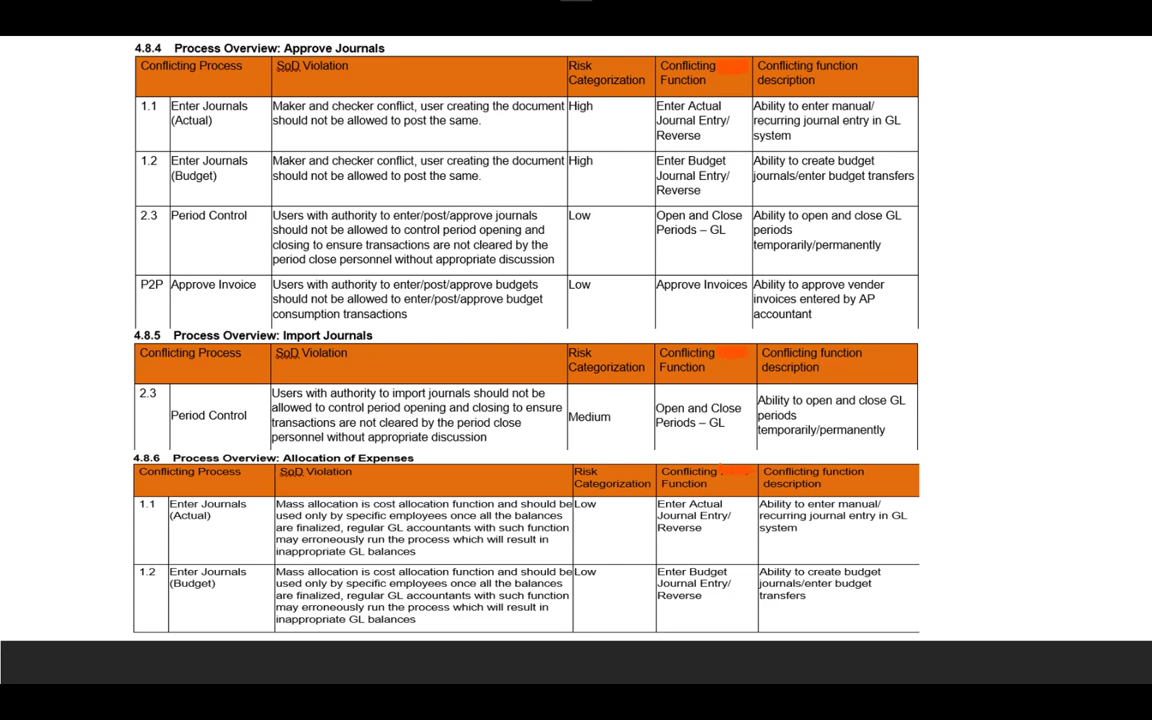 4.8.4 Process Overview: Approve Journals
Conflicting Process
SoD Violation
Risk
Categorization
Conflicting
Function
Conflicting function
description
1.1
Enter Journals
(Actual)
Maker and checker conflict, user creating the document
should not be allowed to post the same.
High
Enter Actual
Journal Entry/
Reverse
Ability to enter manual/
recurring journal entry in GL
system
1.2
Enter Journals
(Budget)
Maker and checker conflict, user creating the document
should not be allowed to post the same.
High
Enter Budget
Journal Entry/
Reverse
Ability to create budget
journals/enter budget transfers
2.3
Period Control
Users with authority to enter/post/approve journals
should not be allowed to control period opening and
closing to ensure transactions are not cleared by the
period close personnel without appropriate discussion
Low
Open and Close
Periods – GL
Ability to open and close GL
periods
temporarily/permanently
P2P
Approve Invoice
Users with authority to enter/post/approve budgets
should not be allowed to enter/post/approve budget
consumption transactions
Low
Approve Invoices
Ability to approve vender
invoices entered by AP
accountant
4.8.5 Process Overview: Import Journals
Conflicting Process
SoD Violation
Risk
Categorization
Conflicting
Function
Conflicting function
description
2.3
Period Control
Users with authority to import journals should not be
allowed to control period opening and closing to ensure
transactions are not cleared by the period close
personnel without appropriate discussion
Medium
Open and Close
Periods – GL
Ability to open and close GL
periods
temporarily/permanently
4.8.6 Process Overview: Allocation of Expenses
Conflicting Process
SoD Violation
Risk
Categorization
Conflicting
Function
Conflicting function
description
1.1
Enter Journals
(Actual)
Mass allocation is cost allocation function and should be
used only by specific employees once all the balances
are finalized, regular GL accountants with such function
may erroneously run the process which will result in
inappropriate GL balances
Low
Enter Actual
Journal Entry/
Reverse
Ability to enter manual/
recurring journal entry in GL
system
1.2
Enter Journals
(Budget)
Mass allocation is cost allocation function and should be
used only by specific employees once all the balances
are finalized, regular GL accountants with such function
may erroneously run the process which will result in
inappropriate GL balances
Low
Enter Budget
Journal Entry/
Reverse
Ability to create budget
journals/enter budget
transfers